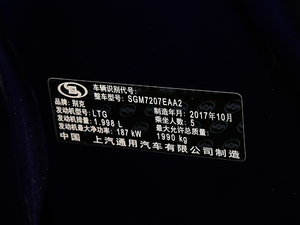 车辆识别代号:
整车型号: SGM7207EAA2
品牌: 别克 制造年月: 2017年10月
发动机型号: LTG 乘坐人数: 5
发动机排量: 1.998 L 最大允许总质量:
发动机最大净功率: 187 kW 1990 kg
中国 上汽通用汽车有限公司制造